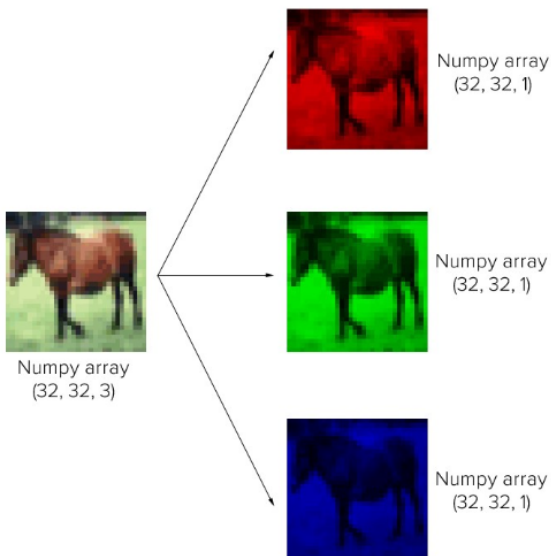 Numpy array
(32, 32, 1)
Numpy array
(32, 32, 1)
Numpy array
(32, 32, 3)
Numpy array
(32, 32, 1)